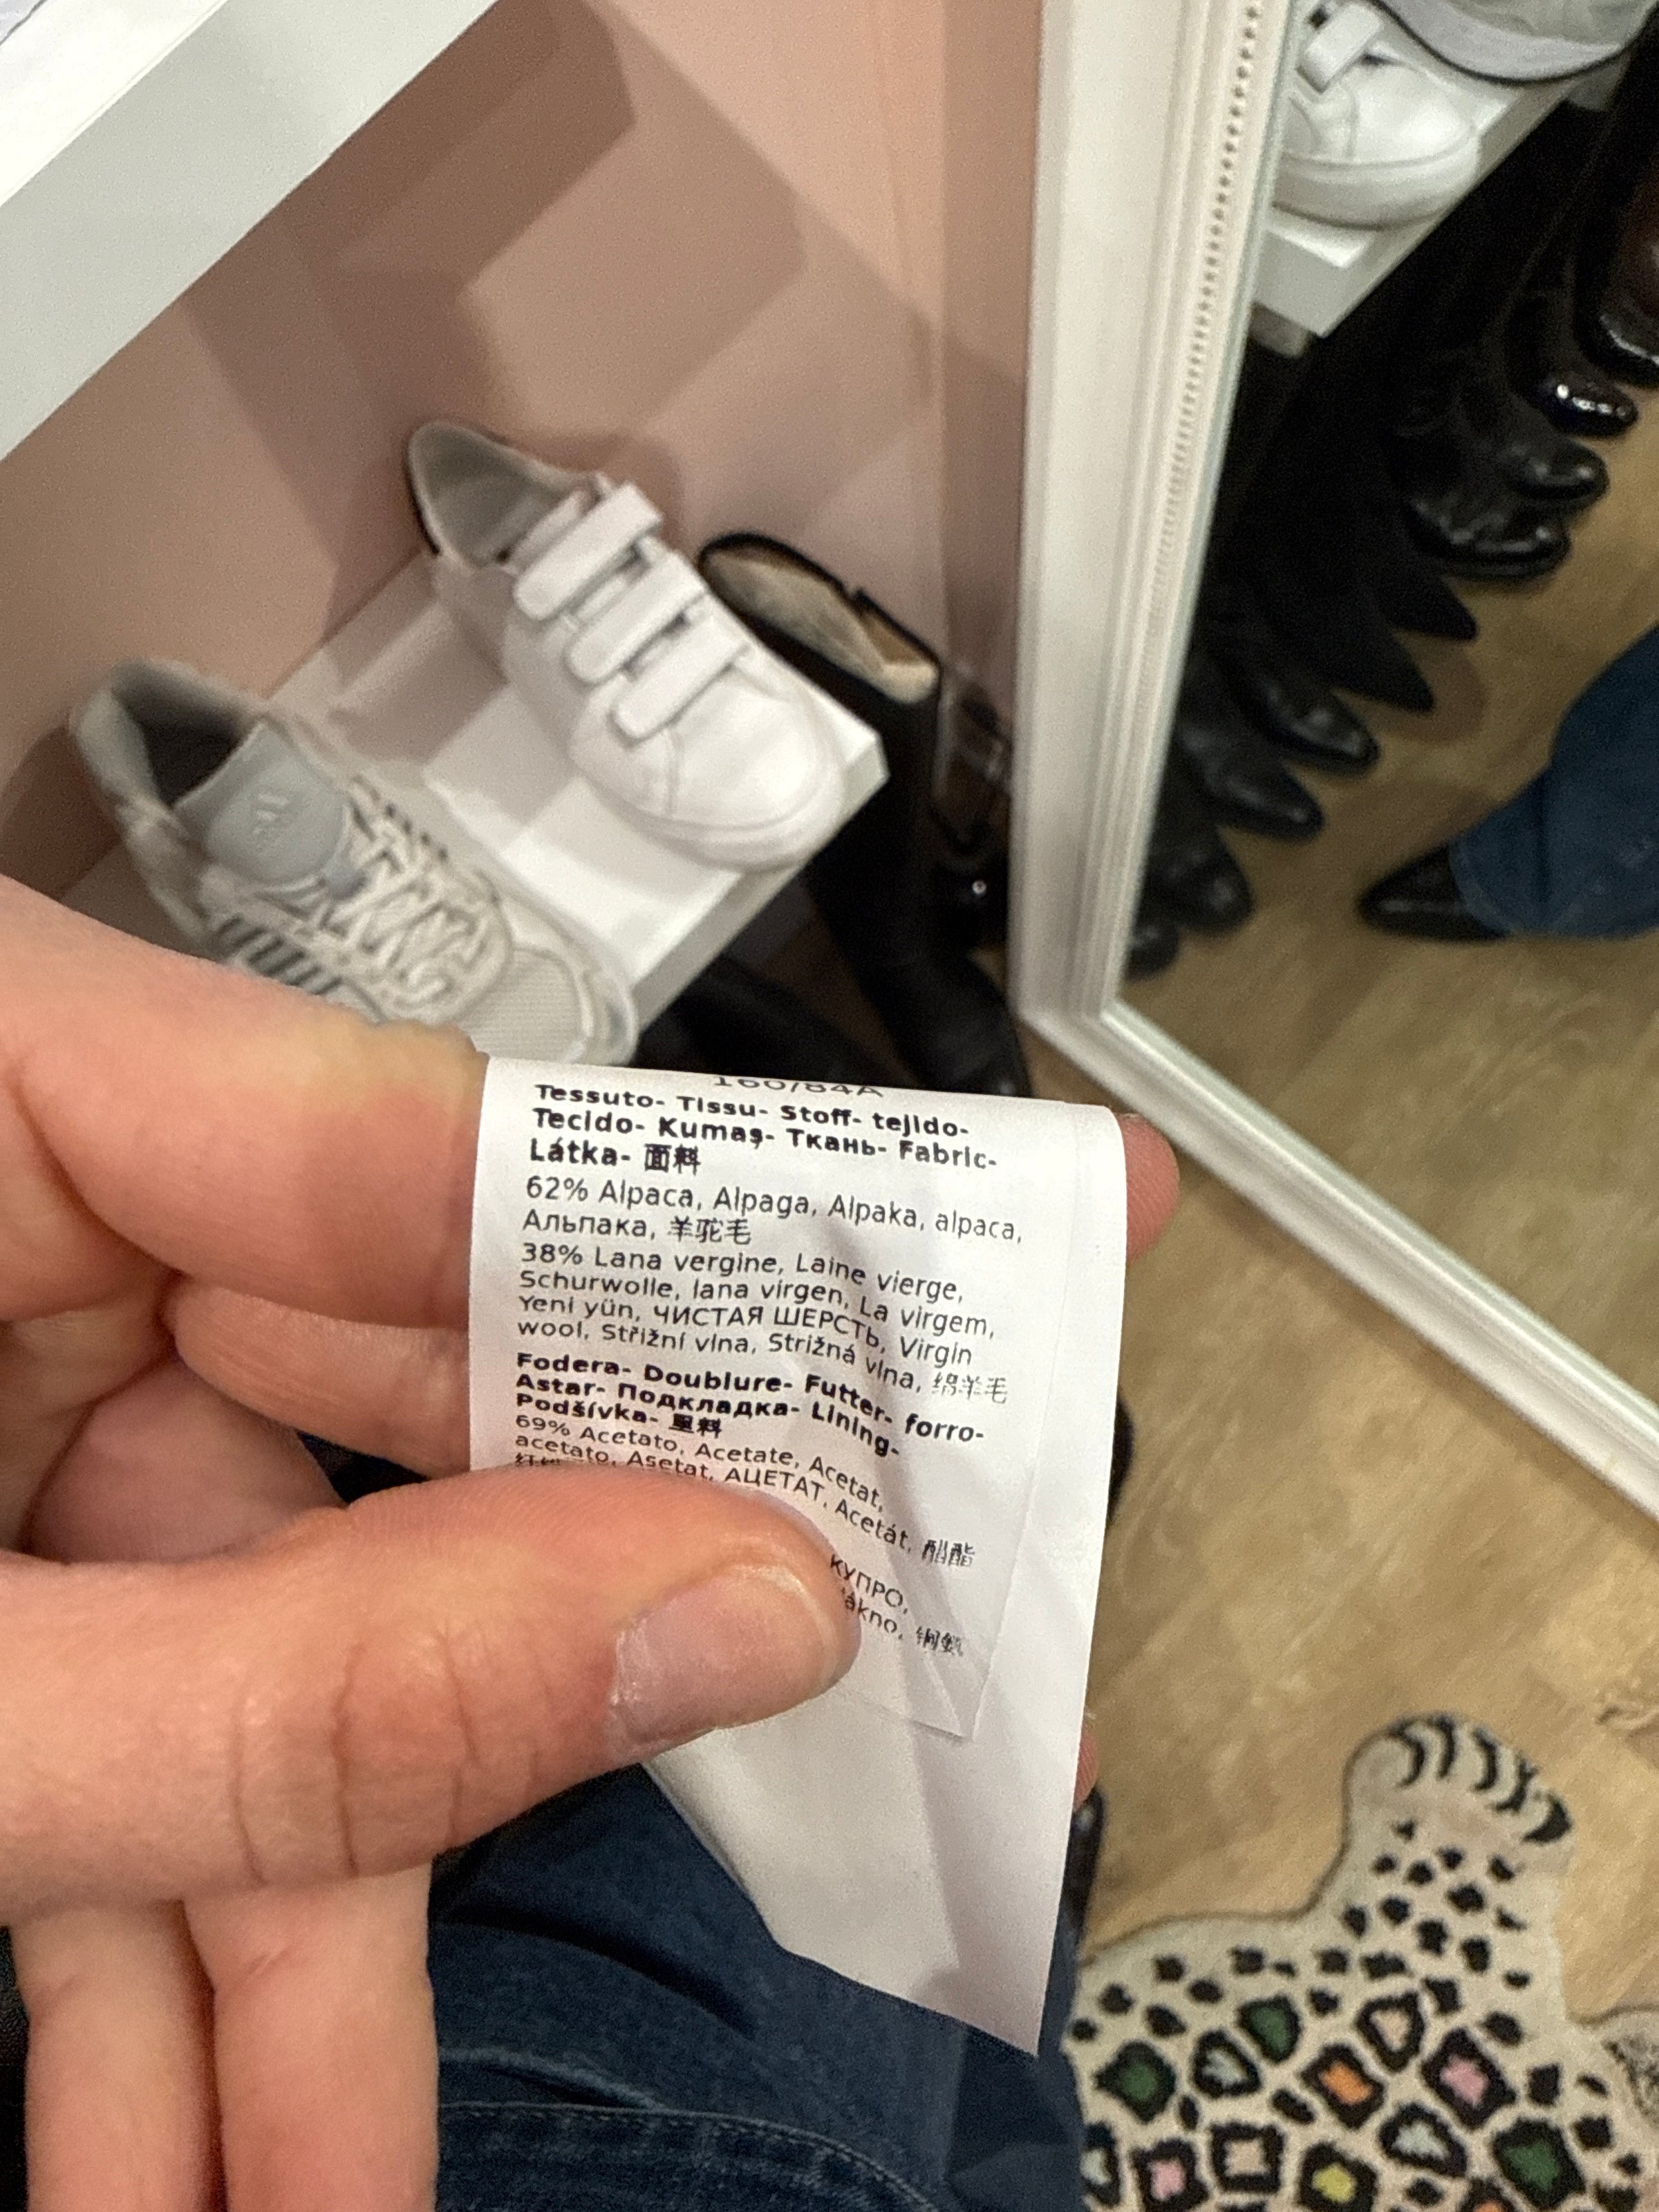 160/84A
Tessuto- Tissu- Stoff- tejido-
Tecido- Kumaş- Ткань- Fabric-
Látka- 面料
62% Alpaca, Alpaga, Alpaka, alpaca,
Альпака, 羊驼毛
38% Lana vergine, Laine vierge,
Schurwolle, lana virgen, La virgem,
Yeni yün, ЧИСТАЯ ШЕРСТЬ, Virgin
wool, Střižní vlna, Strižná vlna, 绵羊毛
Fodera- Doublure- Futter- forro-
Astar- Подкладка- Lining-
Podšívka- 里料
69% Acetato, Acetate, Acetat,
acetato, Asetat, АЦЕТАТ, Acetát, 醋酯
КУПРО,